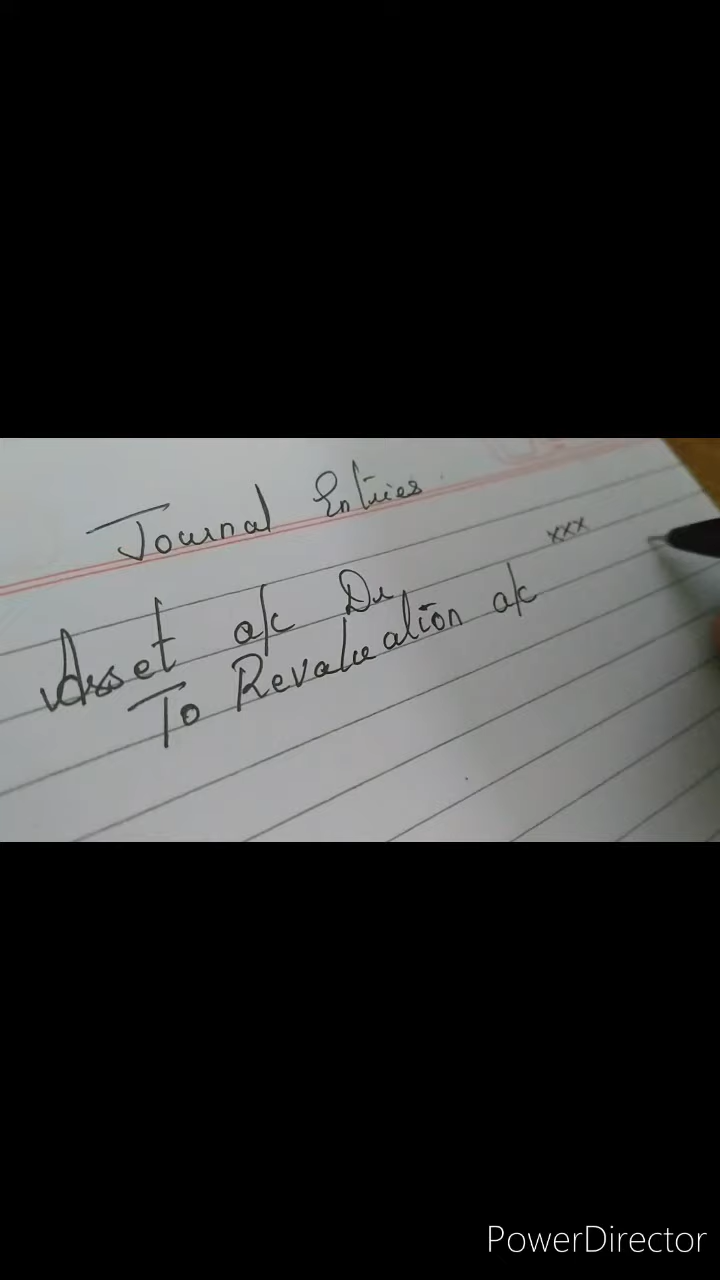 Journal Entries
Asset a/c Dr xxx
To Revaluation a/c
PowerDirector